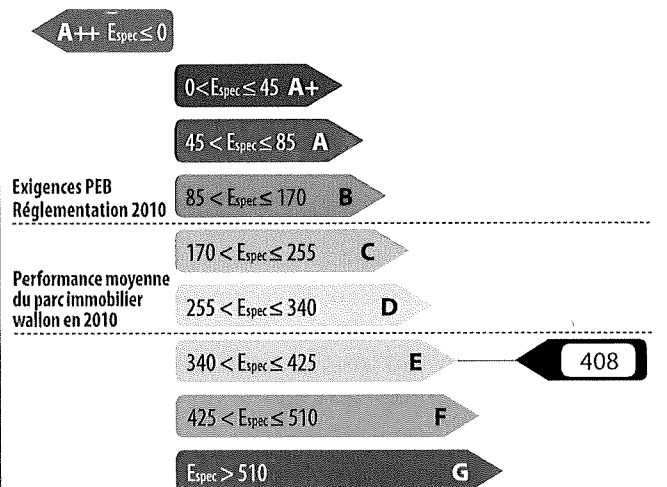 A++ Espec ≤ 0
0 < Espec ≤ 45 A+
45 < Espec ≤ 85 A
Exigences PEB
Réglementation 2010
85 < Espec ≤ 170 B
170 < Espec ≤ 255 C
Performance moyenne
du parc immobilier
wallon en 2010
255 < Espec ≤ 340 D
340 < Espec ≤ 425 E
408
425 < Espec ≤ 510 F
Espec > 510 G